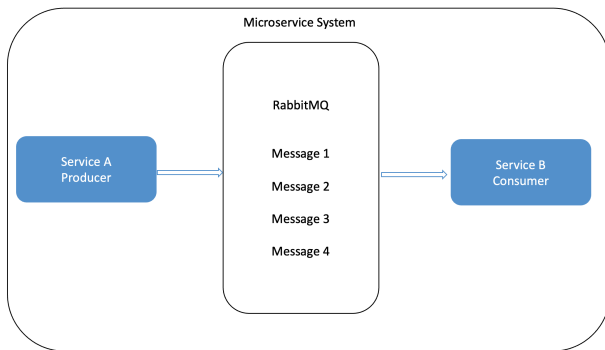 Microservice System
RabbitMQ
Service A
Producer
Message 1
Message 2
Message 3
Message 4
Service B
Consumer